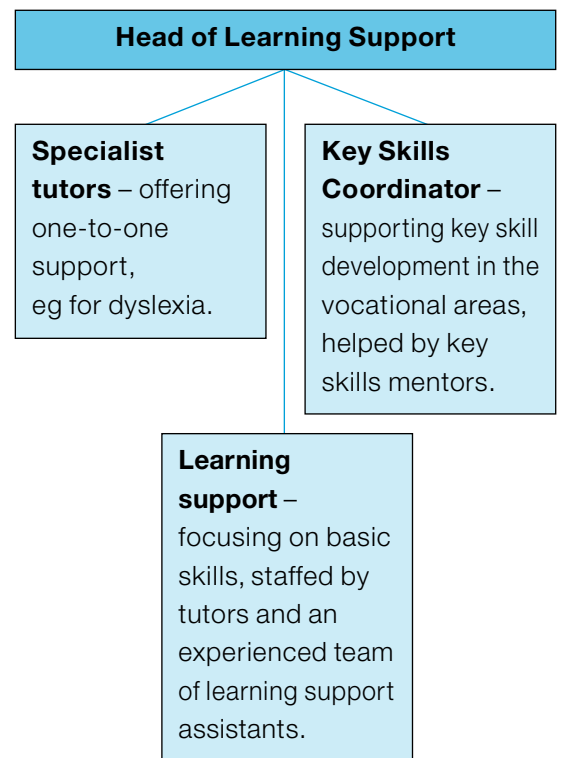 Head of Learning Support
Specialist
tutors – offering
one-to-one
support,
eg for dyslexia.
Key Skills
Coordinator –
supporting key skill
development in the
vocational areas,
helped by key
skills mentors.
Learning
support –
focusing on basic
skills, staffed by
tutors and an
experienced team
of learning support
assistants.